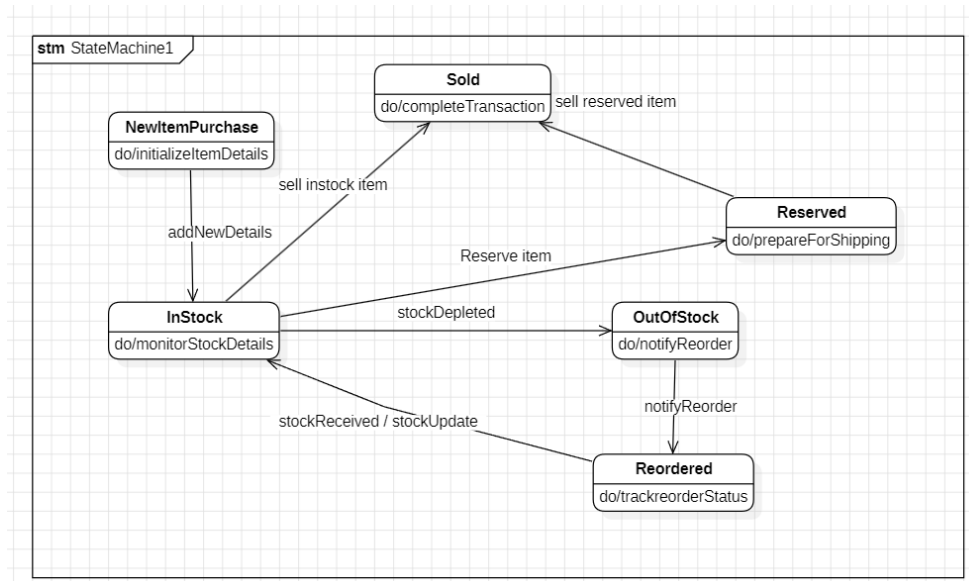 stm StateMachine1
Sold
do/completeTransaction
sell reserved item
NewItemPurchase
do/initializeItemDetails
sell instock item
addNewDetails
Reserved
do/prepareForShipping
Reserve item
InStock
do/monitorStockDetails
stockDepleted
OutOfStock
do/notifyReorder
notifyReorder
stockReceived / stockUpdate
Reordered
do/trackreorderStatus